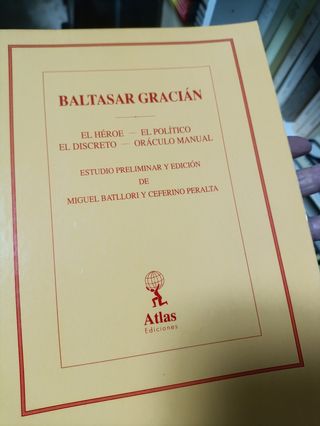 BALTASAR GRACIÁN
EL HÉROE — EL POLÍTICO
EL DISCRETO — ORÁCULO MANUAL
ESTUDIO PRELIMINAR Y EDICIÓN
DE
MIGUEL BATLLORI Y CEFERINO PERALTA
Atlas
Ediciones